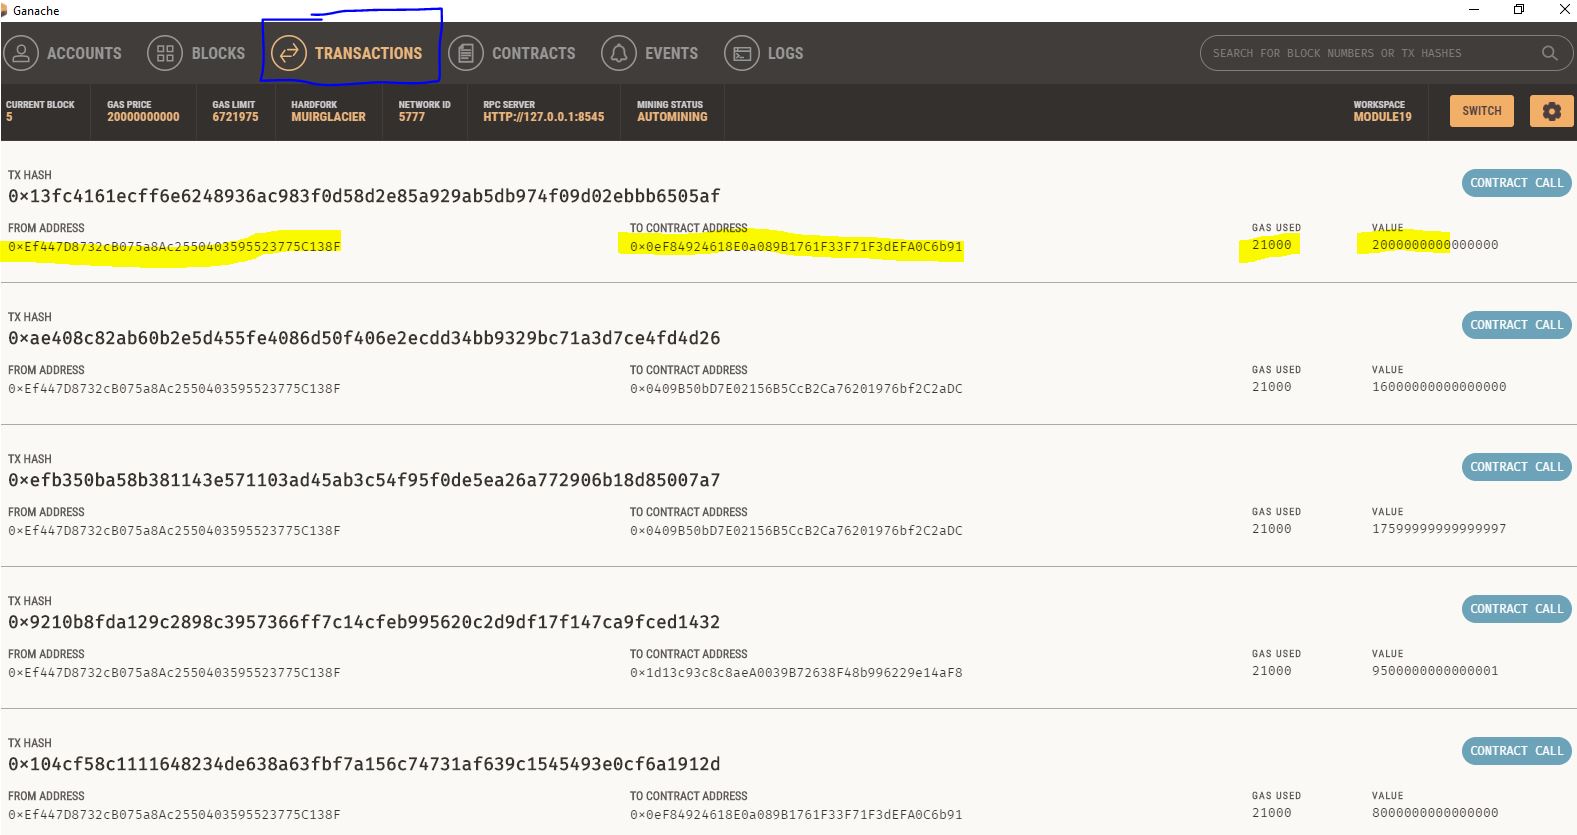 Ganache
ACCOUNTS BLOCKS TRANSACTIONS CONTRACTS EVENTS LOGS SEARCH FOR BLOCK NUMBERS OR TX HASHES
CURRENT BLOCK GAS PRICE GAS LIMIT HARDFORK NETWORK ID RPC SERVER MINING STATUS WORKSPACE
5 20000000000 6721975 MUIRGLACIER 5777 HTTP://127.0.0.1:8545 AUTOMINING MODULE19 SWITCH
TX HASH
0×13fc4161ecff6e6248936ac983f0d58d2e85a929ab5db974f09d02ebbb6505af CONTRACT CALL
FROM ADDRESS TO CONTRACT ADDRESS GAS USED VALUE
0×Ef447D8732cB075a8Ac2550403595523775C138F 0×0eF84924618E0a089B1761F33F71F3dEFA0C6b91 21000 2000000000000000
TX HASH
0×ae408c82ab60b2e5d455fe4086d50f406e2ecdd34bb9329bc71a3d7ce4fd4d26 CONTRACT CALL
FROM ADDRESS TO CONTRACT ADDRESS GAS USED VALUE
0×Ef447D8732cB075a8Ac2550403595523775C138F 0×0409B50bD7E02156B5CcB2Ca76201976bf2C2aDC 21000 16000000000000000
TX HASH
0×efb350ba58b381143e571103ad45ab3c54f95f0de5ea26a772906b18d85007a7 CONTRACT CALL
FROM ADDRESS TO CONTRACT ADDRESS GAS USED VALUE
0×Ef447D8732cB075a8Ac2550403595523775C138F 0×0409B50bD7E02156B5CcB2Ca76201976bf2C2aDC 21000 17599999999999997
TX HASH
0×9210b8fda129c2898c3957366ff7c14cfeb995620c2d9df17f147ca9fced1432 CONTRACT CALL
FROM ADDRESS TO CONTRACT ADDRESS GAS USED VALUE
0×Ef447D8732cB075a8Ac2550403595523775C138F 0×1d13c93c8c8aeA0039B72638F48b996229e14aF8 21000 9500000000000001
TX HASH
0×104cf58c1111648234de638a63fbf7a156c74731af639c1545493e0cf6a1912d CONTRACT CALL
FROM ADDRESS TO CONTRACT ADDRESS GAS USED VALUE
0×Ef447D8732cB075a8Ac2550403595523775C138F 0×0eF84924618E0a089B1761F33F71F3dEFA0C6b91 21000 8000000000000000